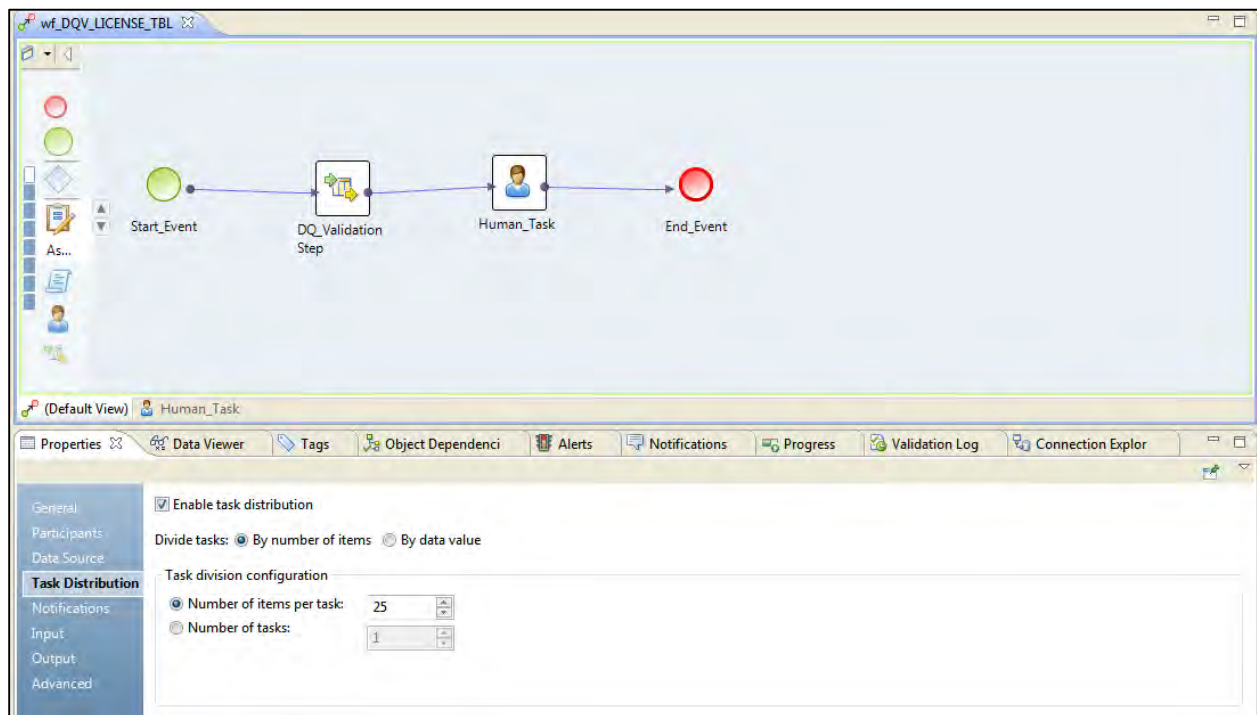 wf_DQV_LICENSE_TBL
As...
Start_Event
DQ_Validation
Step
Human_Task
End_Event
(Default View) Human_Task
Properties Data Viewer Tags Object Dependenci Alerts Notifications Progress Validation Log Connection Explor
General
Participants
Data Source
Task Distribution
Notifications
Input
Output
Advanced
Enable task distribution
Divide tasks: By number of items By data value
Task division configuration
Number of items per task: 25
Number of tasks: 1